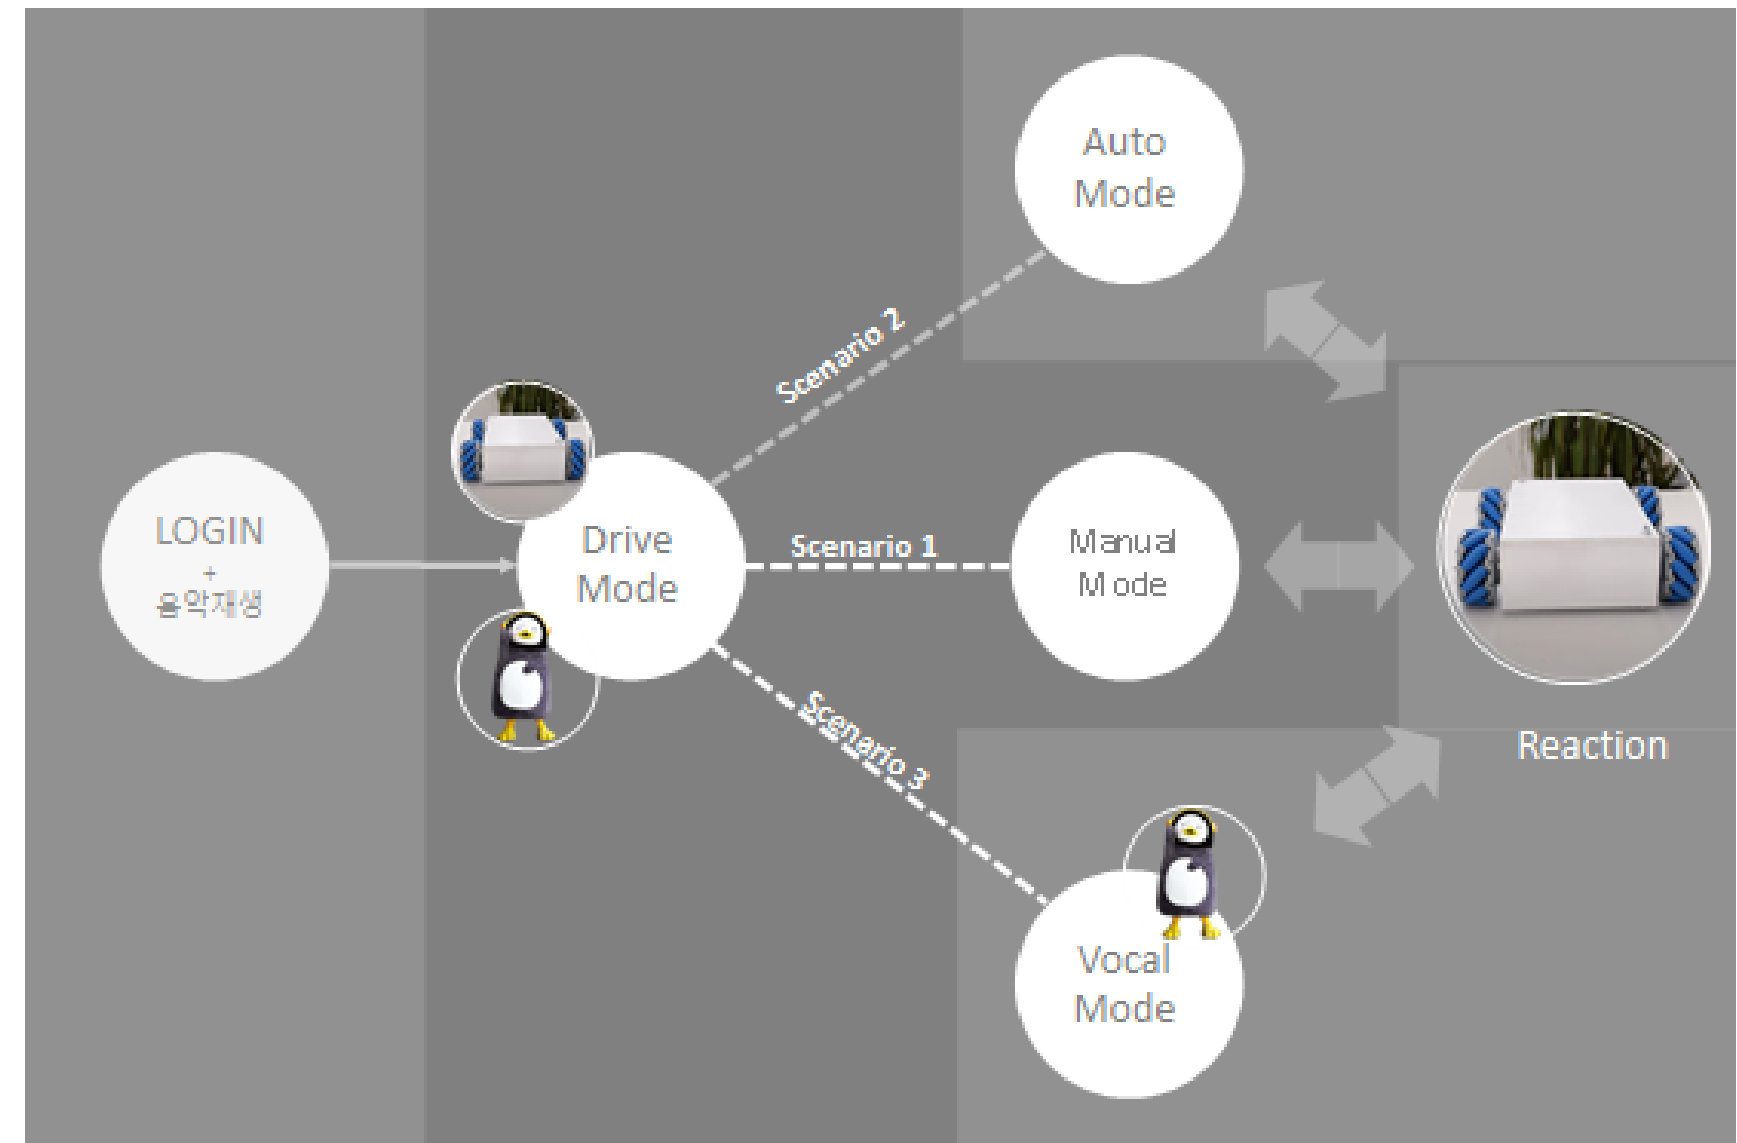 LOGIN
+
음악재생
Drive
Mode
Scenario 2
Scenario 1
Scenario 3
Auto
Mode
Manual
Mode
Vocal
Mode
Reaction